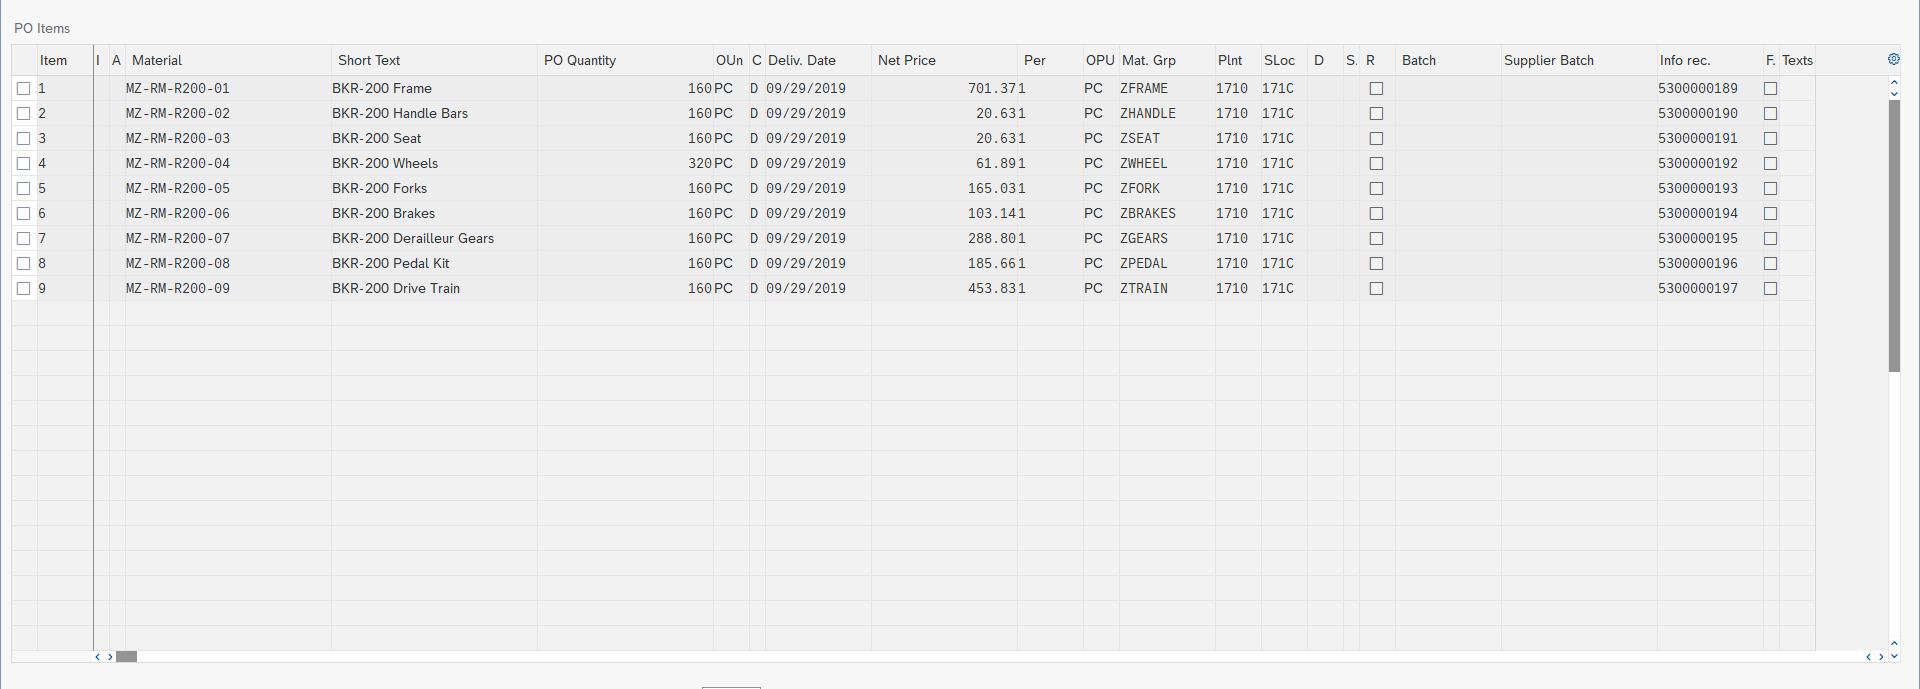 PO Items
Item I A Material Short Text PO Quantity OUn C Deliv. Date Net Price Per OPU Mat. Grp Plnt SLoc D S. R Batch Supplier Batch Info rec. F. Texts
1 MZ-RM-R200-01 BKR-200 Frame 160 PC D 09/29/2019 701.37 1 PC ZFRAME 1710 171C 5300000189
2 MZ-RM-R200-02 BKR-200 Handle Bars 160 PC D 09/29/2019 20.63 1 PC ZHANDLE 1710 171C 5300000190
3 MZ-RM-R200-03 BKR-200 Seat 160 PC D 09/29/2019 20.63 1 PC ZSEAT 1710 171C 5300000191
4 MZ-RM-R200-04 BKR-200 Wheels 320 PC D 09/29/2019 61.89 1 PC ZWHEEL 1710 171C 5300000192
5 MZ-RM-R200-05 BKR-200 Forks 160 PC D 09/29/2019 165.03 1 PC ZFORK 1710 171C 5300000193
6 MZ-RM-R200-06 BKR-200 Brakes 160 PC D 09/29/2019 103.14 1 PC ZBRAKES 1710 171C 5300000194
7 MZ-RM-R200-07 BKR-200 Derailleur Gears 160 PC D 09/29/2019 288.80 1 PC ZGEARS 1710 171C 5300000195
8 MZ-RM-R200-08 BKR-200 Pedal Kit 160 PC D 09/29/2019 185.66 1 PC ZPEDAL 1710 171C 5300000196
9 MZ-RM-R200-09 BKR-200 Drive Train 160 PC D 09/29/2019 453.83 1 PC ZTRAIN 1710 171C 5300000197